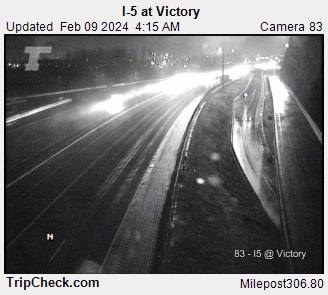 I-5 at Victory
Updated  Feb 09 2024  4:15 AM
Camera 83
T
N
83 - I5 @ Victory
TripCheck.com
Milepost306.80